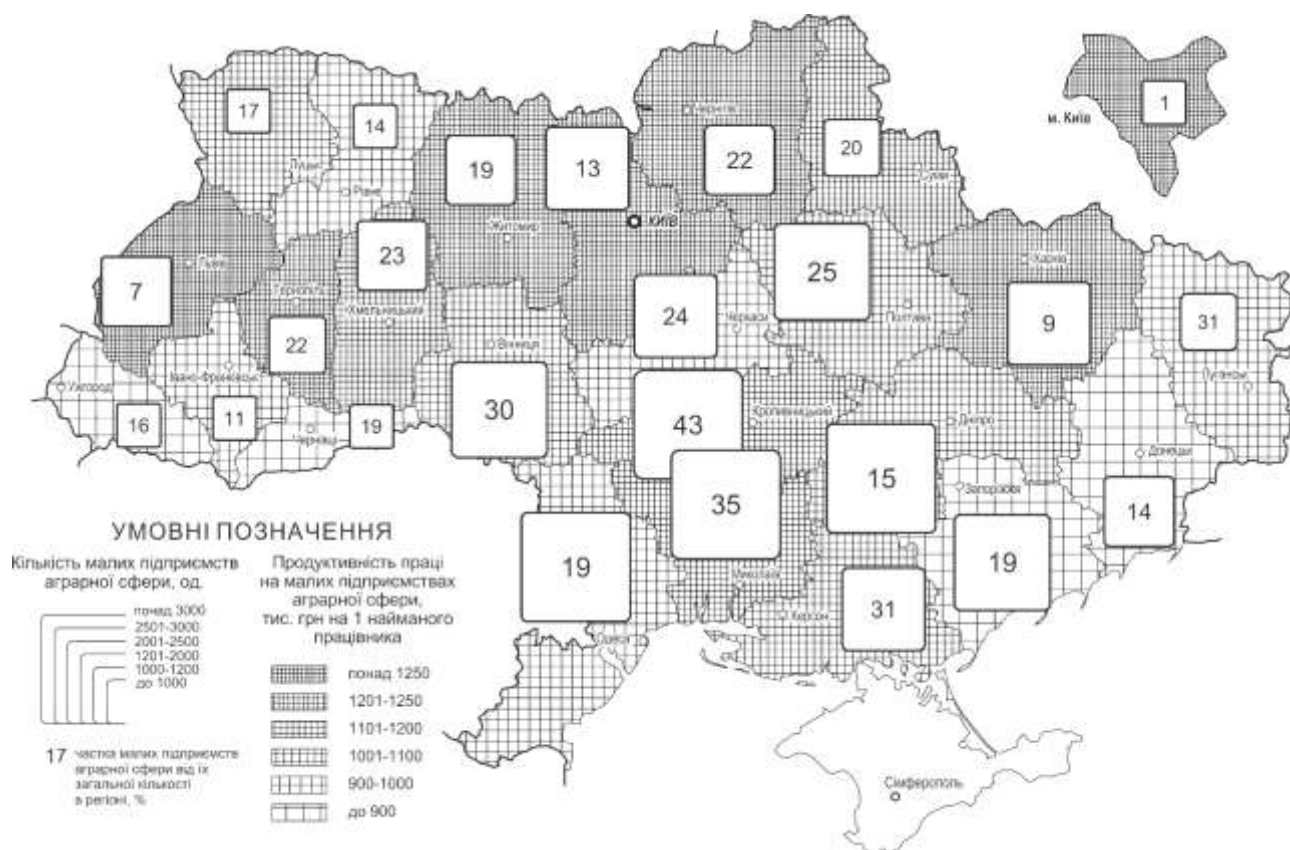 1
м. Київ
17
14
19
13
Чернігів
22
20
Суми
Луцьк
Рівне
Житомир
КИЇВ
23
25
Харків
Львів
7
Тернопіль
Хмельницький
24
Черкаси
Полтава
9
31
22
Вінниця
Івано-Франківськ
Ужгород
Луганськ
16
11
Чернівці
19
30
43
Кропивницький
Дніпро
Донецьк
35
15
Запоріжжя
14
19
19
Миколаїв
31
Херсон
Одеса
Сімферополь
УМОВНІ ПОЗНАЧЕННЯ
Кількість малих підприємств
аграрної сфери, од.
понад 3000
2501-3000
2001-2500
1201-2000
1000-1200
до 1000
17 частка малих підприємств
аграрної сфери від їх
загальної кількості
в регіоні, %
Продуктивність праці
на малих підприємствах
аграрної сфери,
тис. грн на 1 найманого
працівника
понад 1250
1201-1250
1101-1200
1001-1100
900-1000
до 900